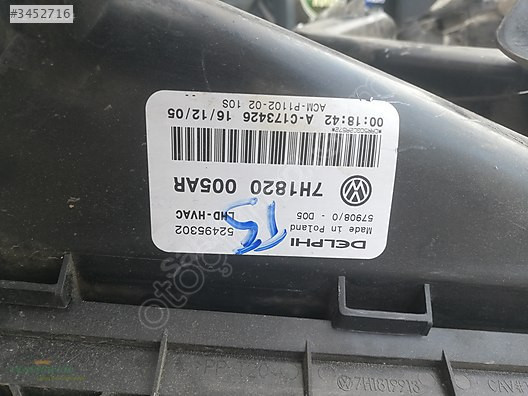 #3452716
DELPHI
Made in Poland
57908/0 - D05
52495302
LHD-HVAC
15
7H1820 005AR
00:18:42 A-C173426 16/12/05
ACM-P1102-02 10S
7H1819918